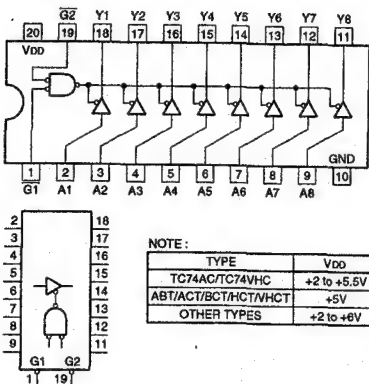 G2 Y1 Y2 Y3 Y4 Y5 Y6 Y7 Y8
20 19 18 17 16 15 14 13 12 11
VDD
GND
1 2 3 4 5 6 7 8 9 10
G1 A1 A2 A3 A4 A5 A6 A7 A8
2 18
3 17
4 16
5 15
6 14
7 13
8 12
9 11
G1 G2
1 19
NOTE :
TYPE VDD
TC74AC/TC74VHC +2 to +5.5V
ABT/ACT/BCT/HCT/VHCT +5V
OTHER TYPES +2 to +6V